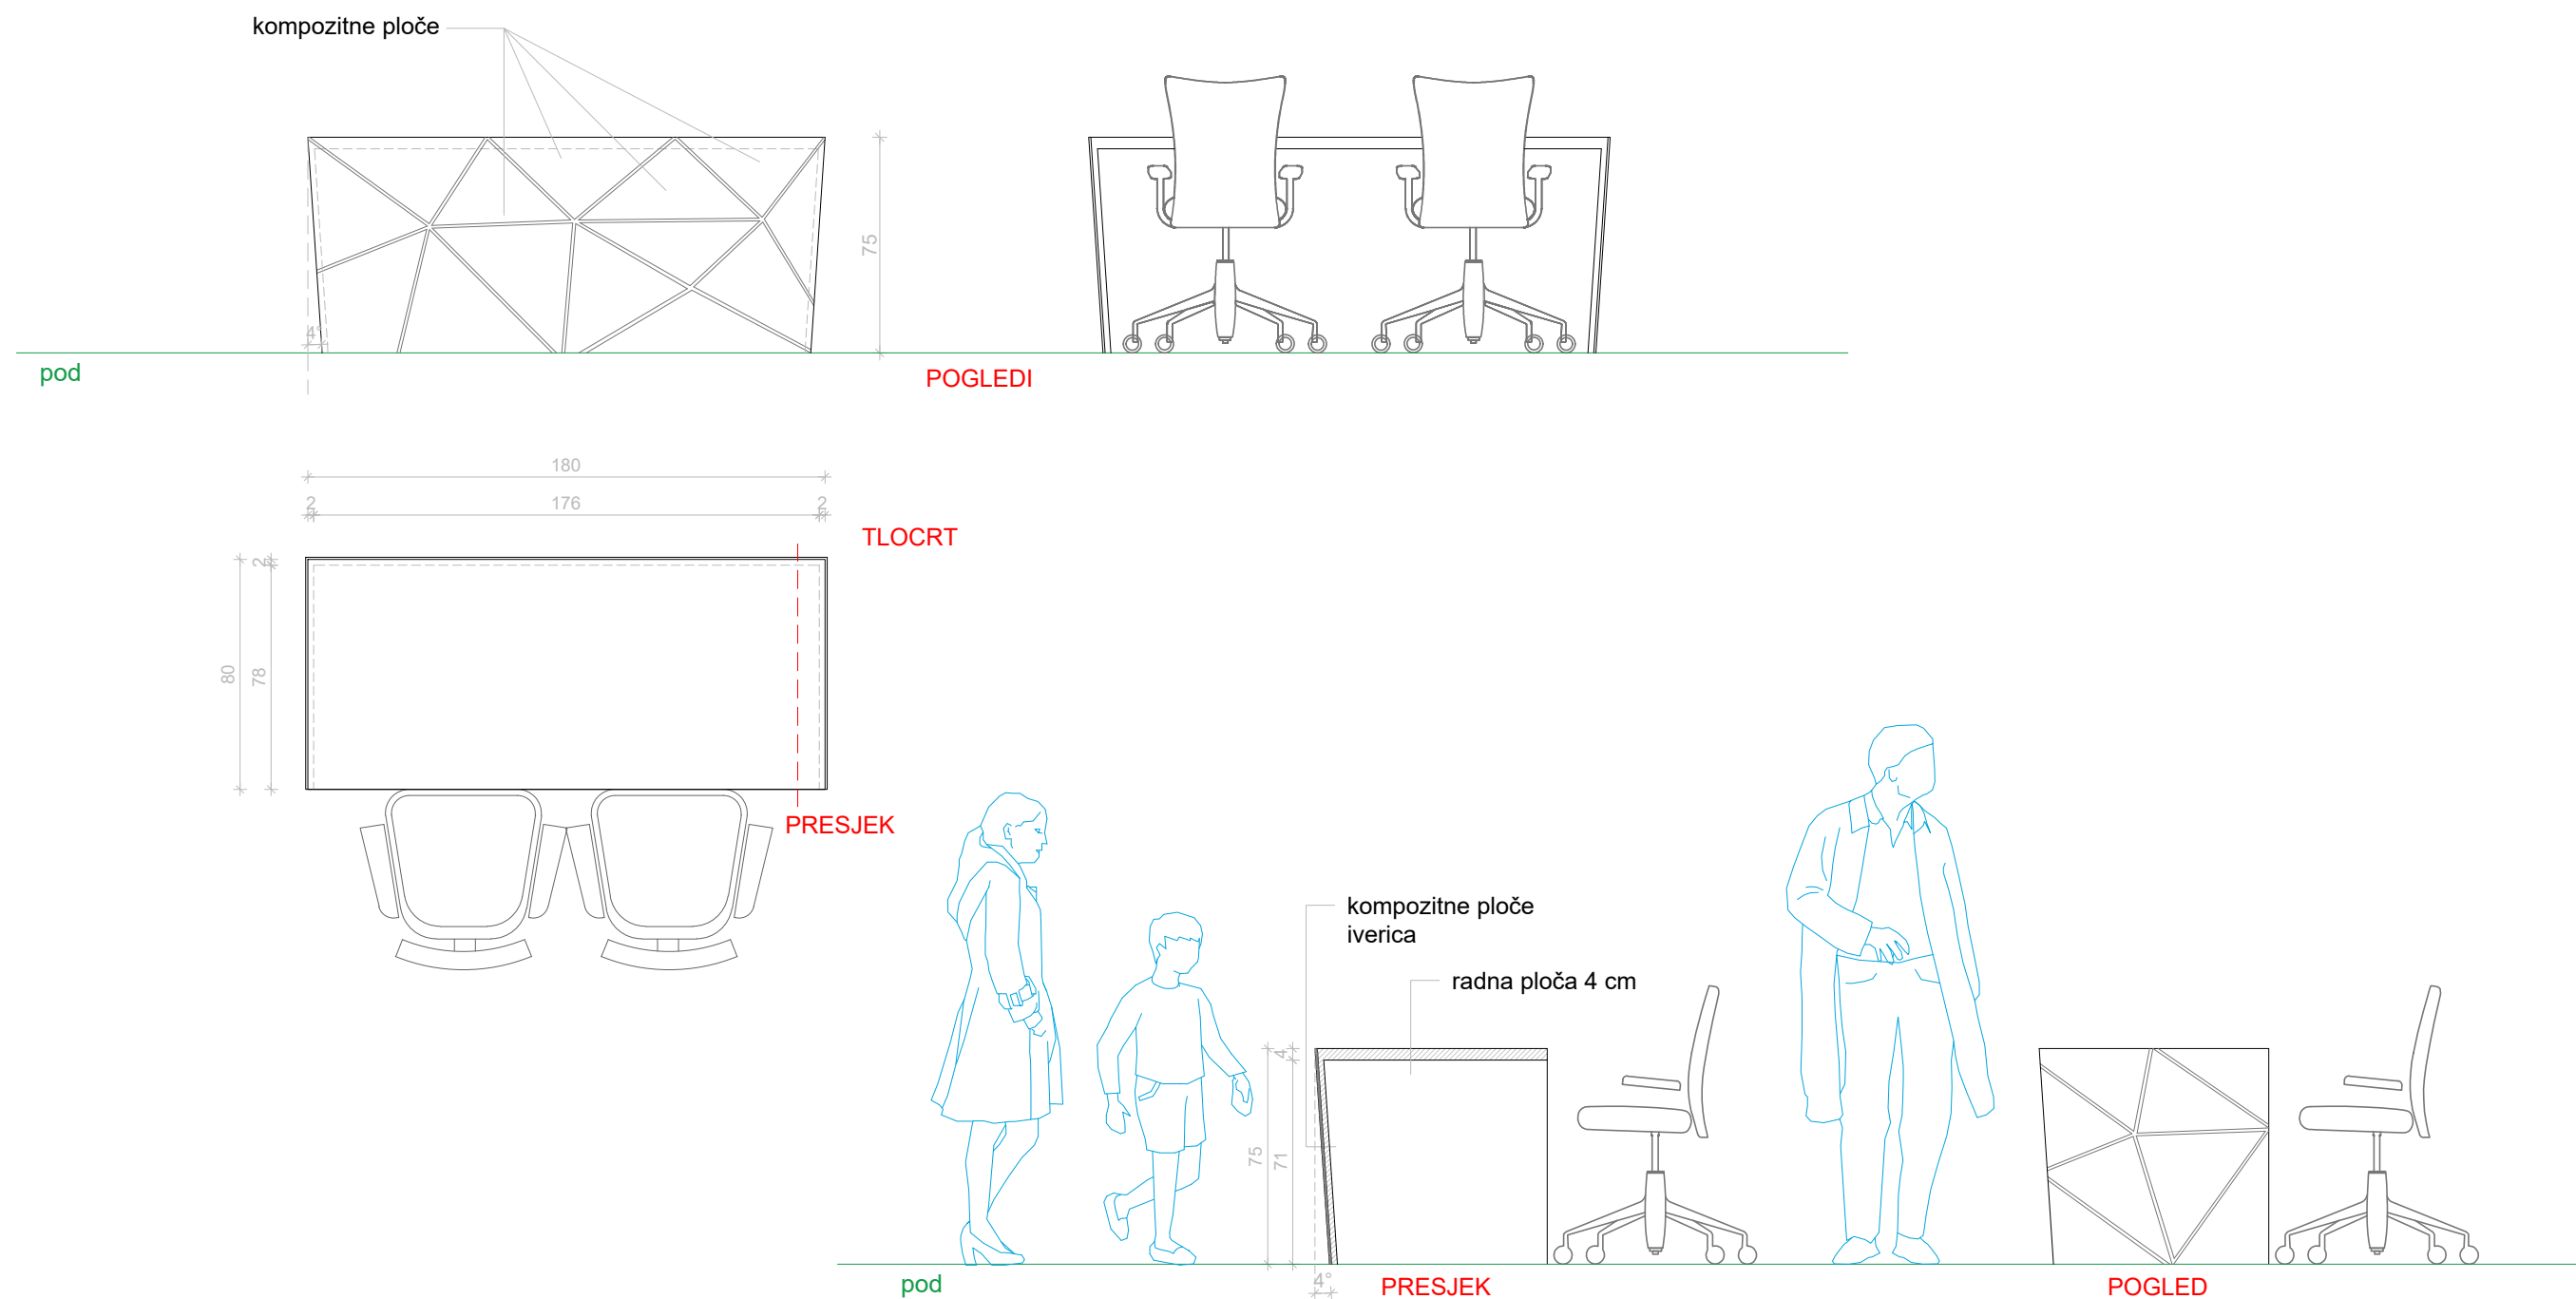 kompozitne ploče
75
4°
pod
POGLEDI
180
2
176
2
TLOCRT
2
80
78
PRESJEK
kompozitne ploče
iverica
radna ploča 4 cm
4
75
71
4°
pod
PRESJEK
POGLED